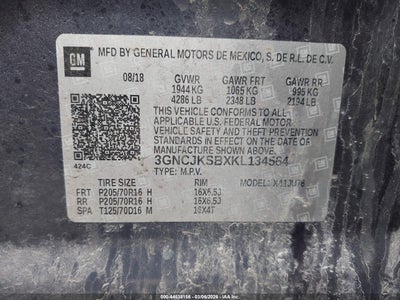 GM
MFD BY GENERAL MOTORS DE MEXICO, S. DE R.L. DE C.V.
08/18 GVWR GAWR FRT GAWR RR
1944 KG 1065 KG 995 KG
4286 LB 2348 LB 2194 LB
THIS VEHICLE CONFORMS TO ALL APPLICABLE
U.S. FEDERAL MOTOR
VEHICLE SAFETY AND THEFT PREVENTION
STANDARDS IN EFFECT ON THE DATE OF
MANUFACTURE SHOWN ABOVE.
424C 3GNCJKSBXKL134564
TYPE: M.P.V.
TIRE SIZE RIM MODEL:
FRT P205/70R16 H 16X6.5J
RR P205/70R16 H 16X6.5J
SPA T125/70D16 M 16X4T